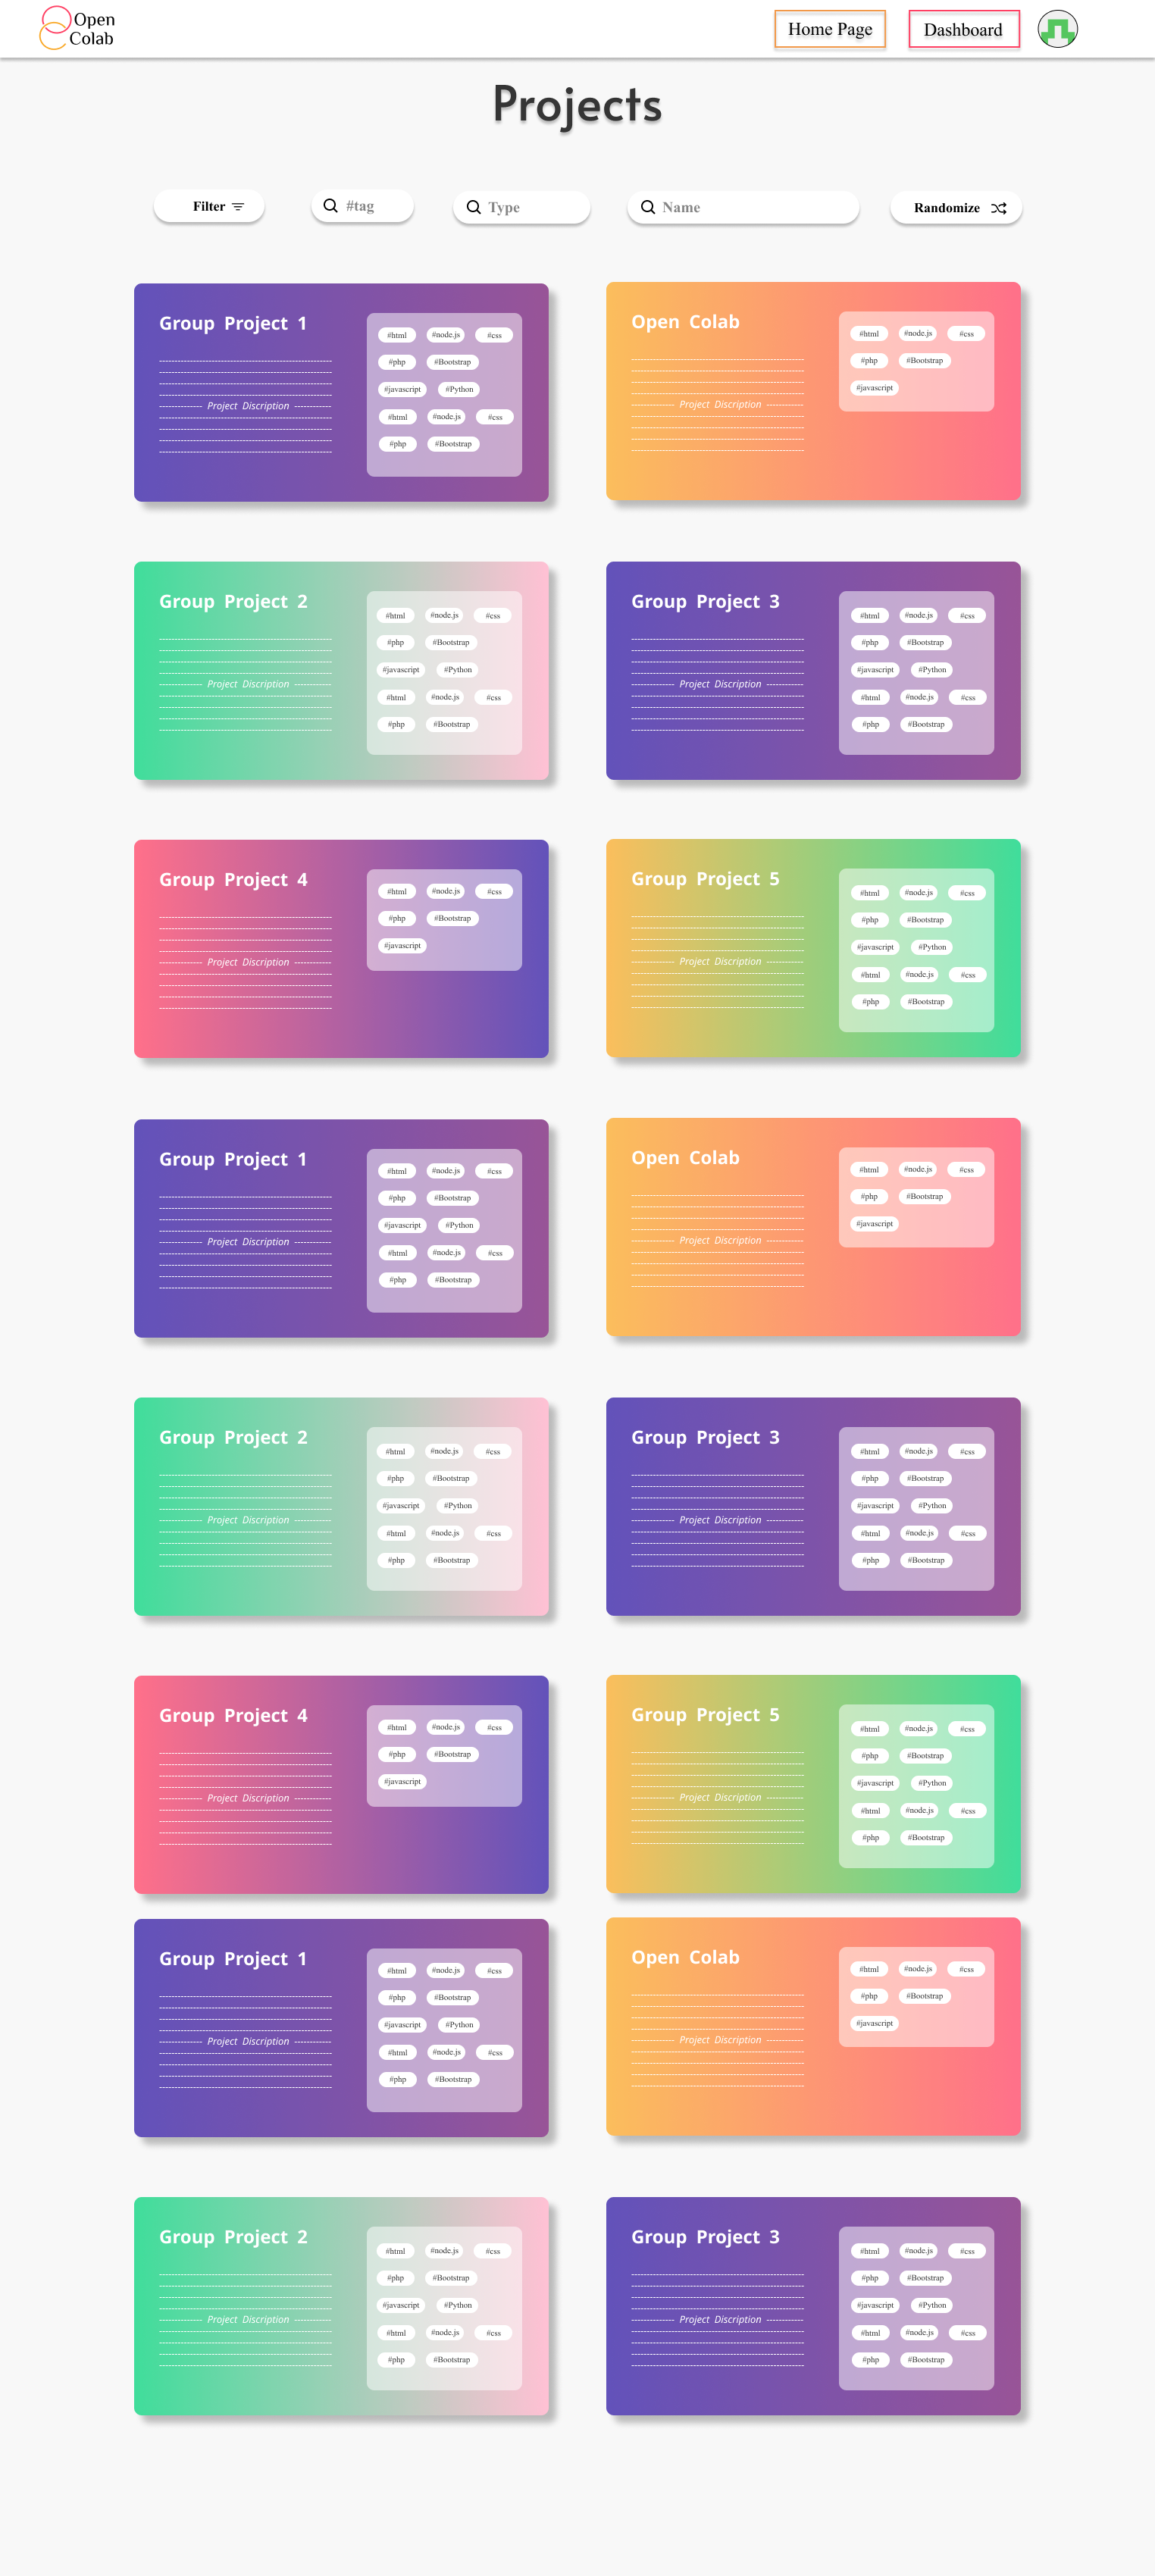 Open
Colab
Home Page
Dashboard
Projects
Filter
#tag
Type
Name
Randomize
Group Project 1
Project Discription
#html #node.js #css
#php #Bootstrap
#javascript #Python
#html #node.js #css
#php #Bootstrap
Open Colab
Project Discription
#html #node.js #css
#php #Bootstrap
#javascript
Group Project 2
Project Discription
#html #node.js #css
#php #Bootstrap
#javascript #Python
#html #node.js #css
#php #Bootstrap
Group Project 3
Project Discription
#html #node.js #css
#php #Bootstrap
#javascript #Python
#html #node.js #css
#php #Bootstrap
Group Project 4
Project Discription
#html #node.js #css
#php #Bootstrap
#javascript
Group Project 5
Project Discription
#html #node.js #css
#php #Bootstrap
#javascript #Python
#html #node.js #css
#php #Bootstrap
Group Project 1
Project Discription
#html #node.js #css
#php #Bootstrap
#javascript #Python
#html #node.js #css
#php #Bootstrap
Open Colab
Project Discription
#html #node.js #css
#php #Bootstrap
#javascript
Group Project 2
Project Discription
#html #node.js #css
#php #Bootstrap
#javascript #Python
#html #node.js #css
#php #Bootstrap
Group Project 3
Project Discription
#html #node.js #css
#php #Bootstrap
#javascript #Python
#html #node.js #css
#php #Bootstrap
Group Project 4
Project Discription
#html #node.js #css
#php #Bootstrap
#javascript
Group Project 5
Project Discription
#html #node.js #css
#php #Bootstrap
#javascript #Python
#html #node.js #css
#php #Bootstrap
Group Project 1
Project Discription
#html #node.js #css
#php #Bootstrap
#javascript #Python
#html #node.js #css
#php #Bootstrap
Open Colab
Project Discription
#html #node.js #css
#php #Bootstrap
#javascript
Group Project 2
Project Discription
#html #node.js #css
#php #Bootstrap
#javascript #Python
#html #node.js #css
#php #Bootstrap
Group Project 3
Project Discription
#html #node.js #css
#php #Bootstrap
#javascript #Python
#html #node.js #css
#php #Bootstrap